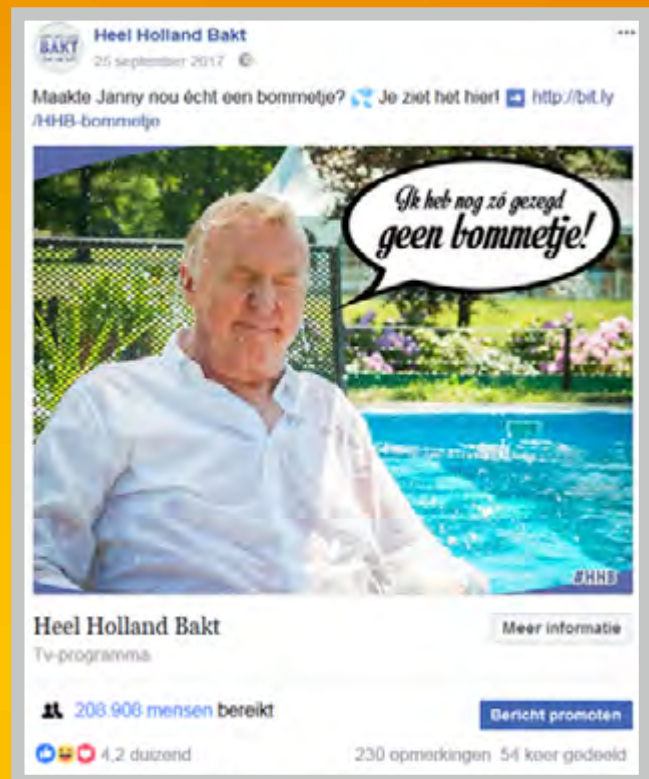 BAKT
Heel Holland Bakt
25 september 2017
Maakte Janny nou écht een bommetje? 💦 Je ziet het hier! ➡ http://bit.ly
/HHB-bommetje
Ik heb nog zó gezegd
geen bommetje!
#HHB
Heel Holland Bakt
Meer informatie
Tv-programma
208.908 mensen bereikt
Bericht promoten
4,2 duizend
230 opmerkingen 54 keer gedeeld